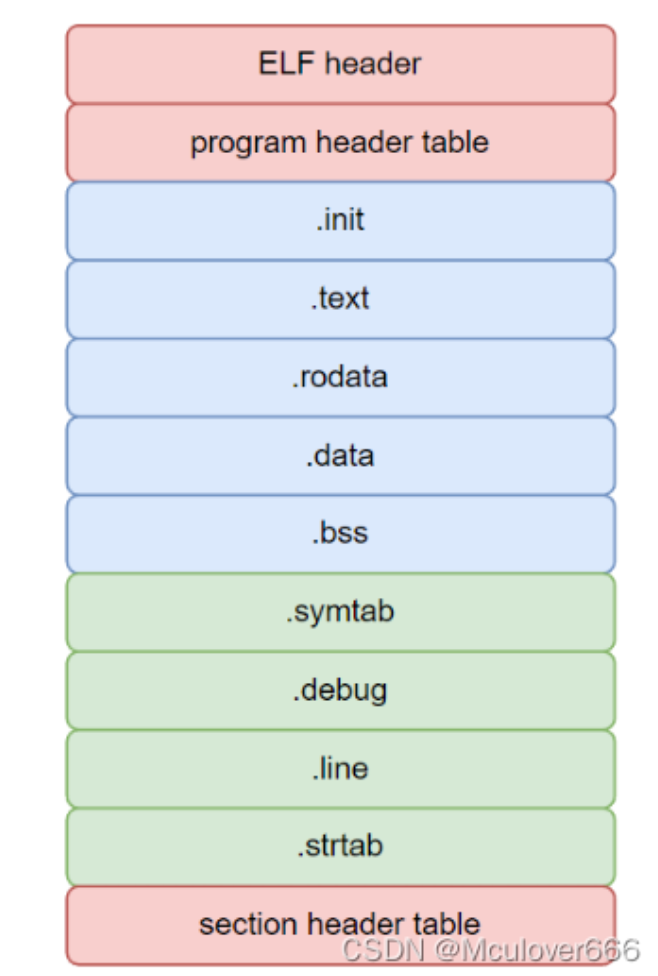 ELF header
program header table
.init
.text
.rodata
.data
.bss
.symtab
.debug
.line
.strtab
section header table
CSDN @Mculover666